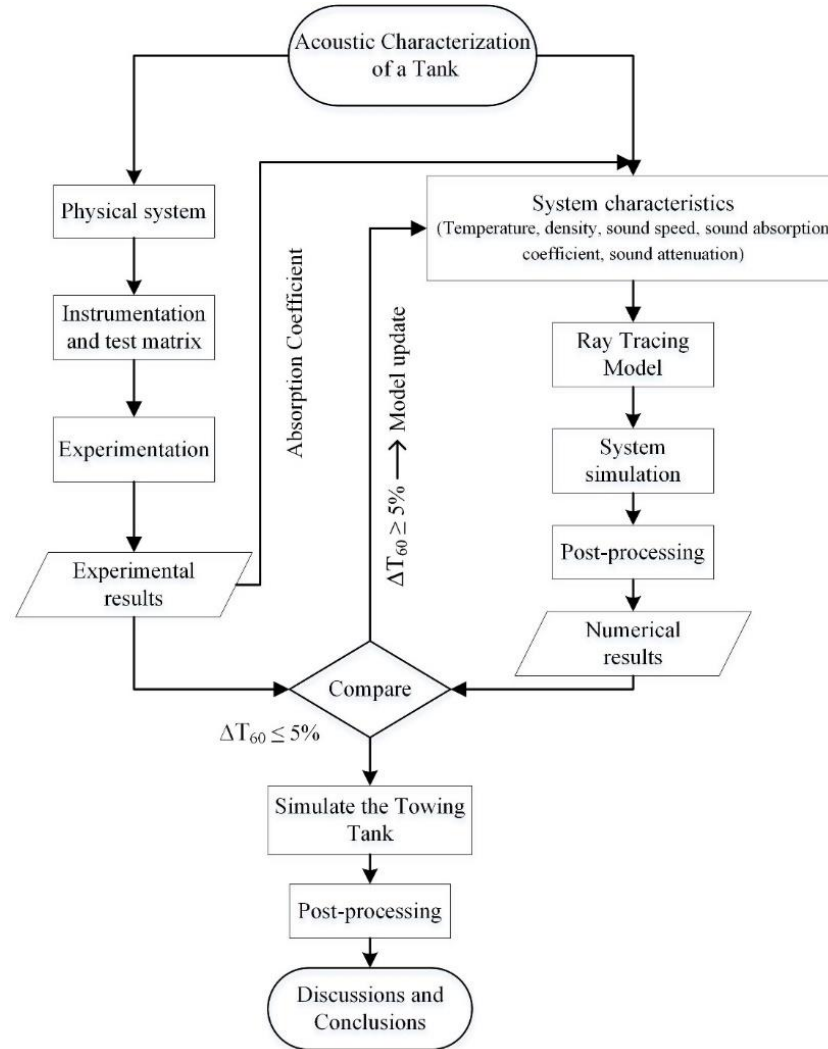 Acoustic Characterization
of a Tank
Physical system
Instrumentation
and test matrix
Experimentation
Experimental
results
Absorption Coefficient
ΔT₆₀ ≥ 5% ⟶ Model update
System characteristics
(Temperature, density, sound speed, sound absorption
coefficient, sound attenuation)
Ray Tracing
Model
System
simulation
Post-processing
Numerical
results
Compare
ΔT₆₀ ≤ 5%
Simulate the Towing
Tank
Post-processing
Discussions and
Conclusions